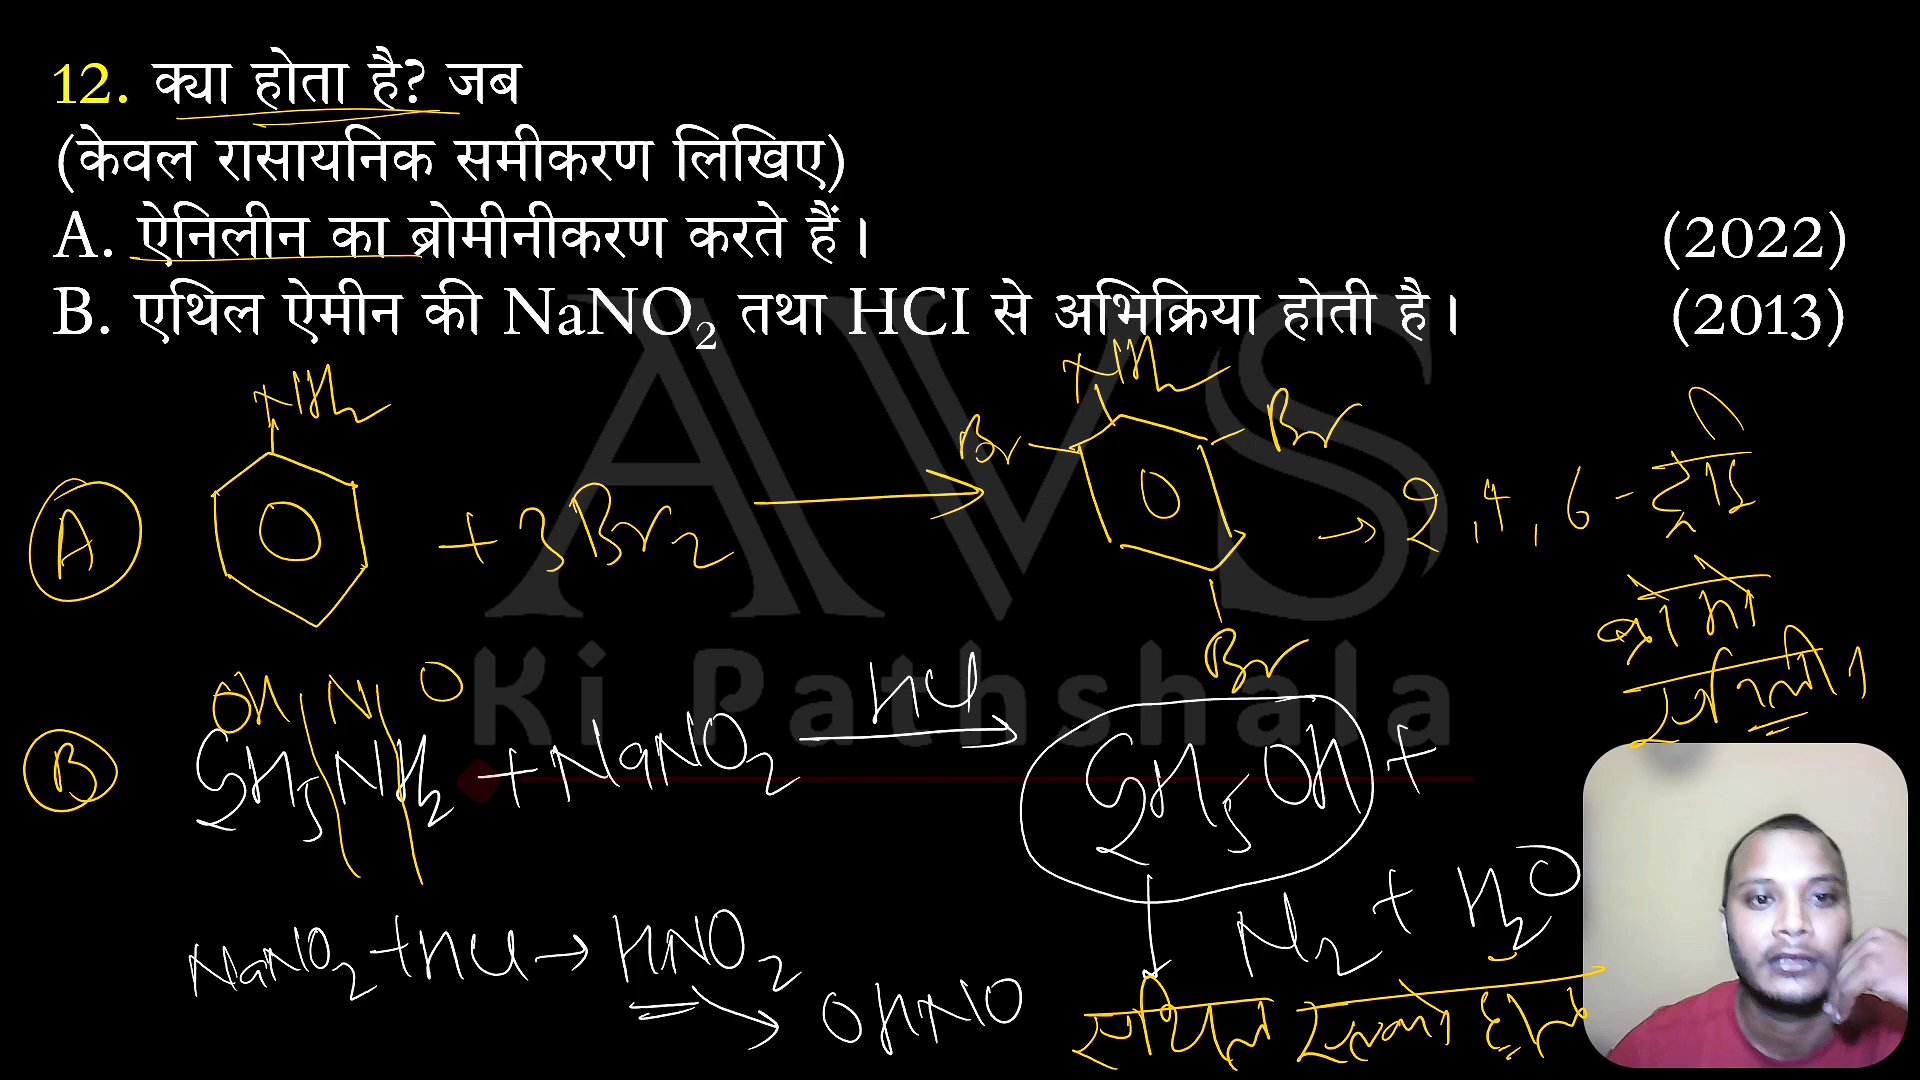 12. क्या होता है? जब
(केवल रासायनिक समीकरण लिखिए)
A. ऐनिलीन का ब्रोमीनीकरण करते हैं। (2022)
B. एथिल ऐमीन की NaNO₂ तथा HCl से अभिक्रिया होती है। (2013)
AVS
Ki Pathshala
NH₂ NH₂
Br Br
A + 3Br₂ → 2, 4, 6 - ट्राई
ब्रोमो
Br
OH N O
HCl
B C₂H₅NH₂ + NaNO₂ → C₂H₅OH +
N₂ + H₂O
NaNO₂ + HCl → HNO₂
OHNO
एथिल एल्कोहॉल